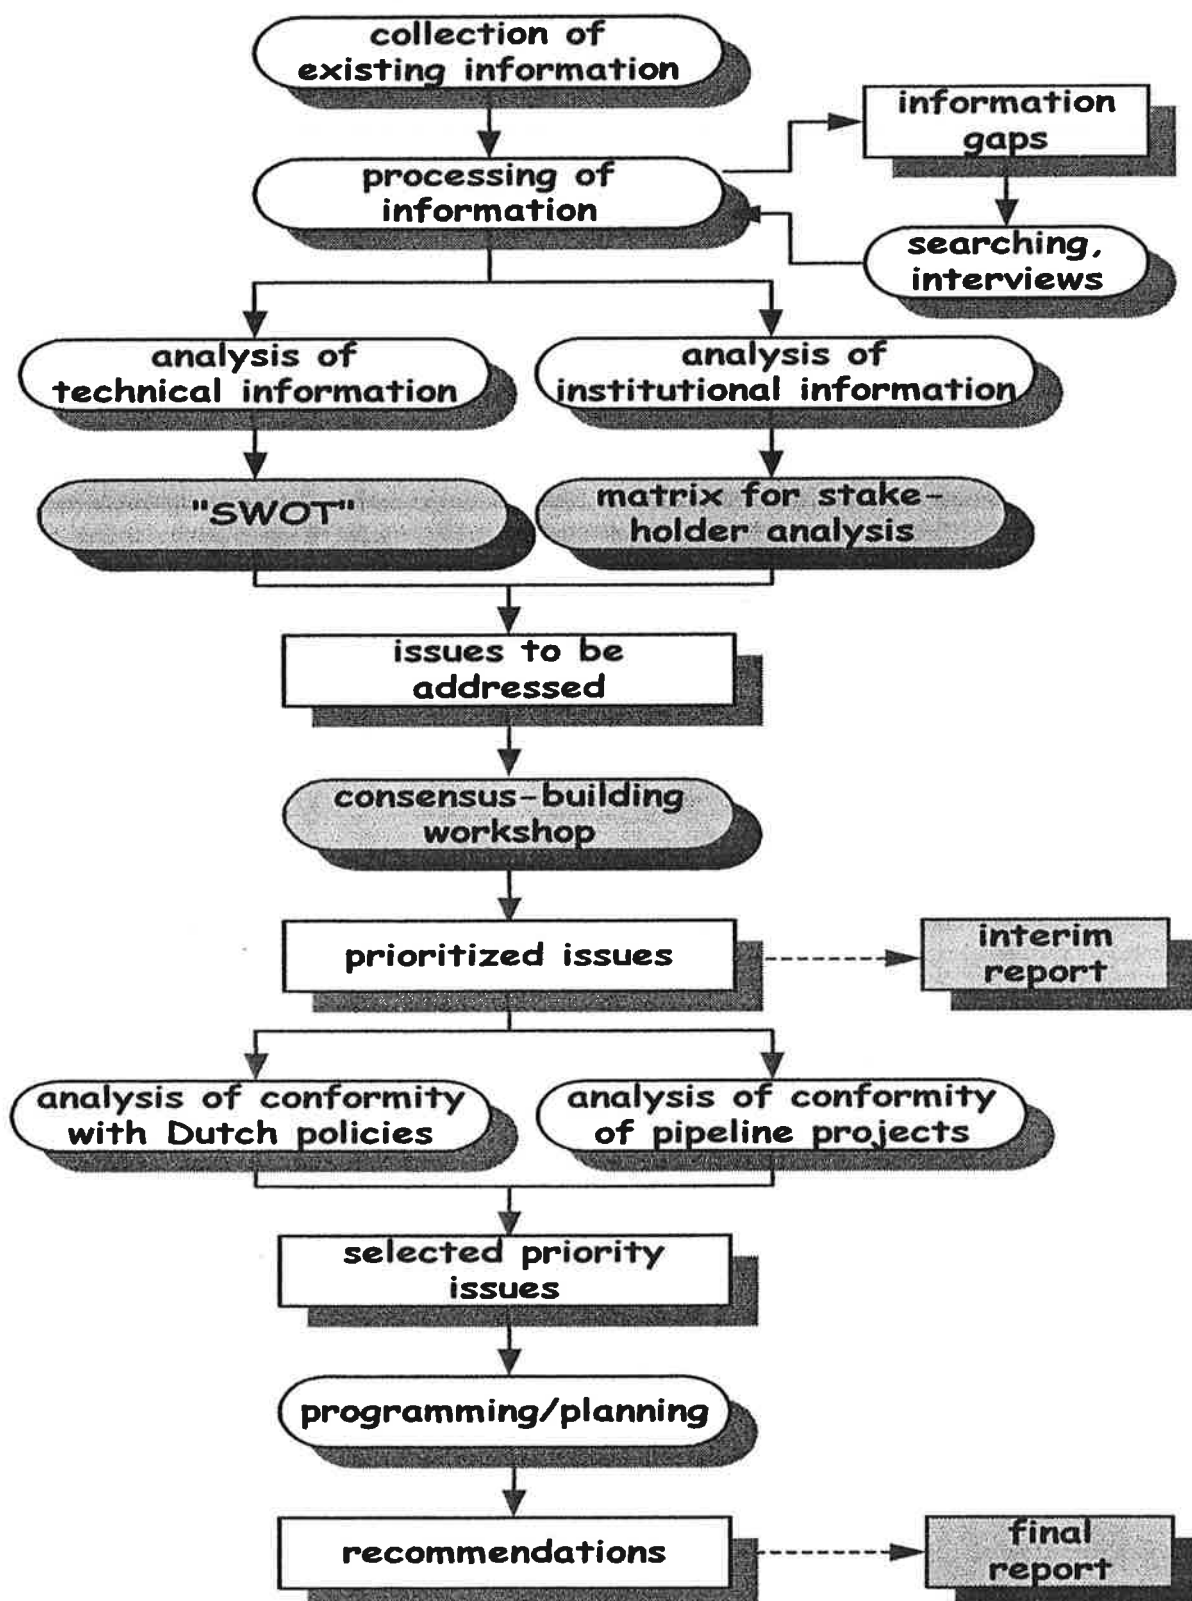 collection of
existing information
information
gaps
processing of
information
searching,
interviews
analysis of
technical information
analysis of
institutional information
"SWOT"
matrix for stake-
holder analysis
issues to be
addressed
consensus-building
workshop
prioritized issues
interim
report
analysis of conformity
with Dutch policies
analysis of conformity
of pipeline projects
selected priority
issues
programming/planning
recommendations
final
report